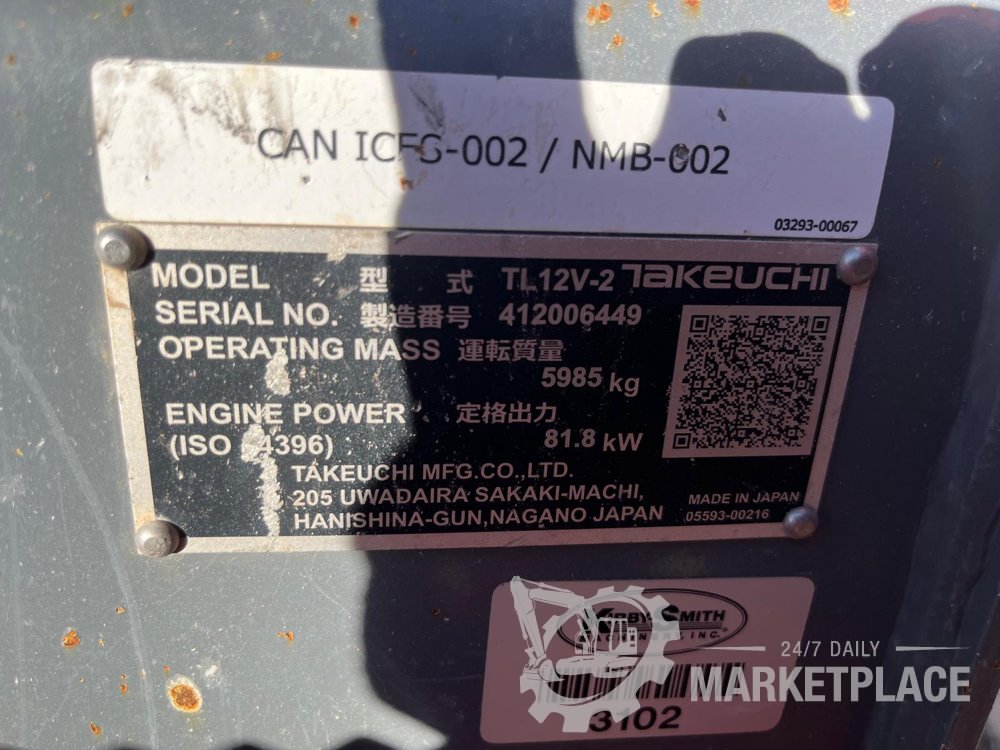 CAN ICES-002 / NMB-002
03293-00067
MODEL 型 式 TL12V-2 TAKEUCHI
SERIAL NO. 製造番号 412006449
OPERATING MASS 運転質量
5985 kg
ENGINE POWER 定格出力
(ISO 14396) 81.8 kW
TAKEUCHI MFG.CO.,LTD.
205 UWADAIRA SAKAKI-MACHI,
HANISHINA-GUN,NAGANO JAPAN
MADE IN JAPAN
05593-00216
KIRBY-SMITH
MACHINERY, INC.
3102
24/7 DAILY
MARKETPLACE